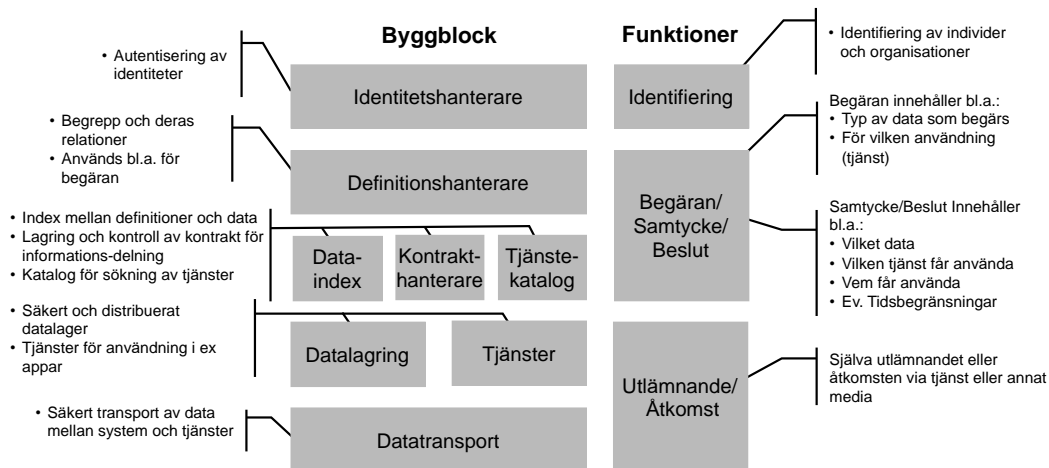 Byggblock
Funktioner
• Autentisering av
identiteter
Identitetshanterare
Identifiering
• Identifiering av individer
och organisationer
• Begrepp och deras
relationer
• Används bl.a. för
begäran
Definitionshanterare
Begäran/
Samtycke/
Beslut
Begäran innehåller bl.a.:
• Typ av data som begärs
• För vilken användning
(tjänst)
• Index mellan definitioner och data
• Lagring och kontroll av kontrakt för
informations-delning
• Katalog för sökning av tjänster
Data-
index
Kontrakt-
hanterare
Tjänste-
katalog
Samtycke/Beslut Innehåller
bl.a.:
• Vilket data
• Vilken tjänst får använda
• Vem får använda
• Ev. Tidsbegränsningar
• Säkert och distribuerat
datalager
• Tjänster för användning i ex
appar
Datalagring
Tjänster
Utlämnande/
Åtkomst
Själva utlämnandet eller
åtkomsten via tjänst eller annat
media
• Säkert transport av data
mellan system och tjänster
Datatransport